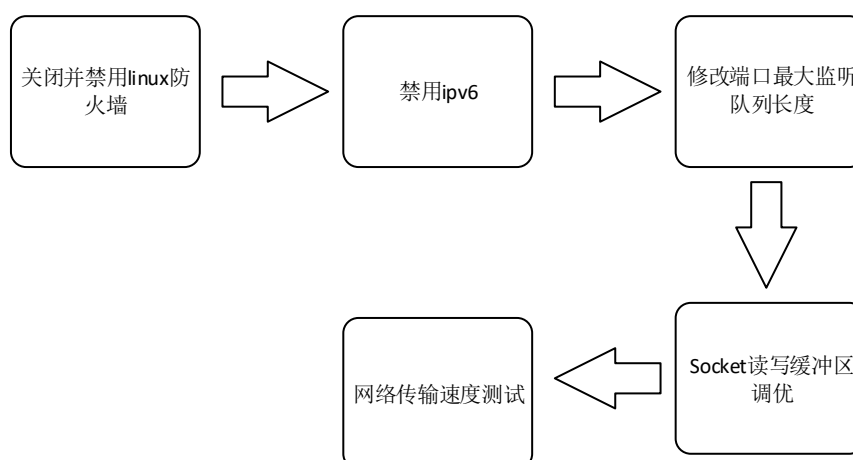 关闭并禁用linux防
火墙
禁用ipv6
修改端口最大监听
队列长度
Socket读写缓冲区
调优
网络传输速度测试